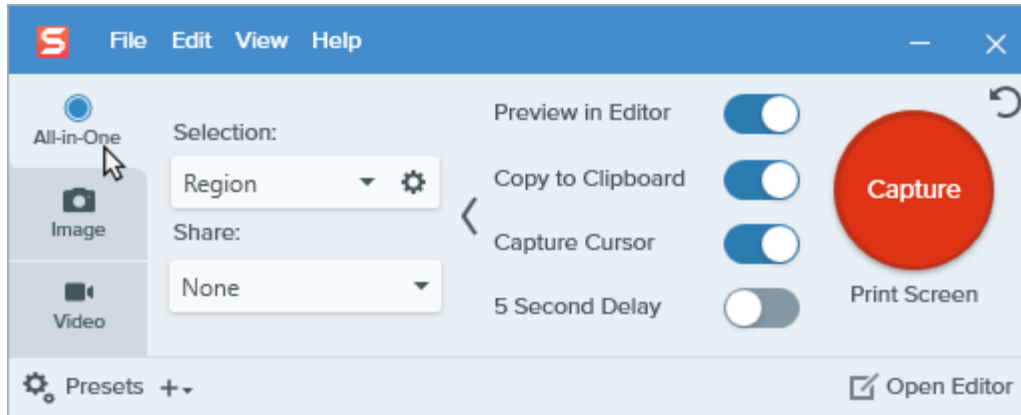 S File Edit View Help
All-in-One
Image
Video
Selection:
Region
Share:
None
Preview in Editor
Copy to Clipboard
Capture Cursor
5 Second Delay
Capture
Print Screen
Presets
Open Editor